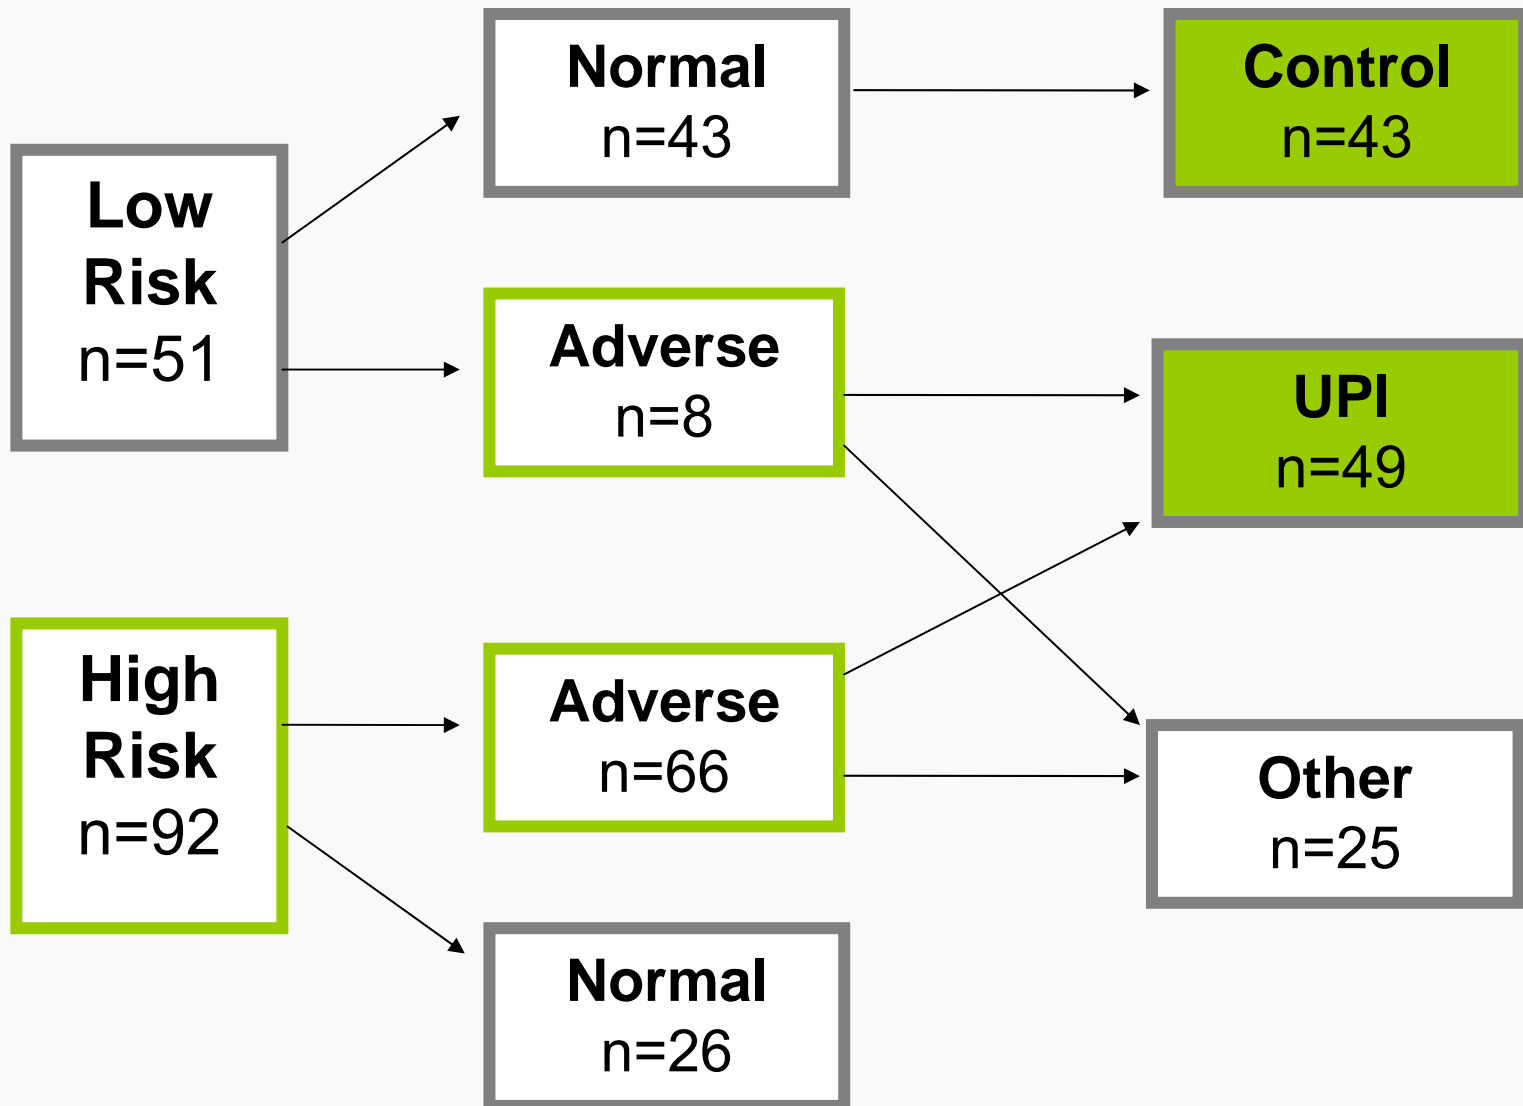 Low
Risk
n=51
High
Risk
n=92
Normal
n=43
Adverse
n=8
Adverse
n=66
Normal
n=26
Control
n=43
UPI
n=49
Other
n=25